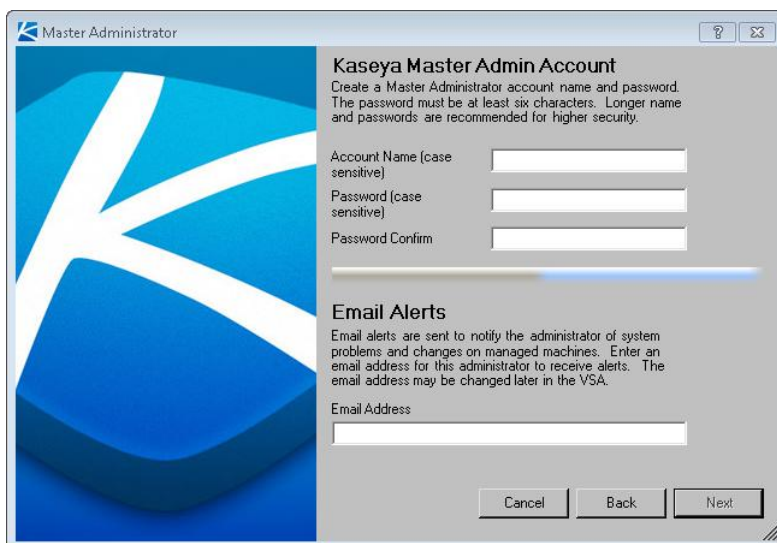 Master Administrator
Kaseya Master Admin Account
Create a Master Administrator account name and password.
The password must be at least six characters. Longer name
and passwords are recommended for higher security.
Account Name (case
sensitive)
Password (case
sensitive)
Password Confirm
Email Alerts
Email alerts are sent to notify the administrator of system
problems and changes on managed machines. Enter an
email address for this administrator to receive alerts. The
email address may be changed later in the VSA.
Email Address
Cancel Back Next